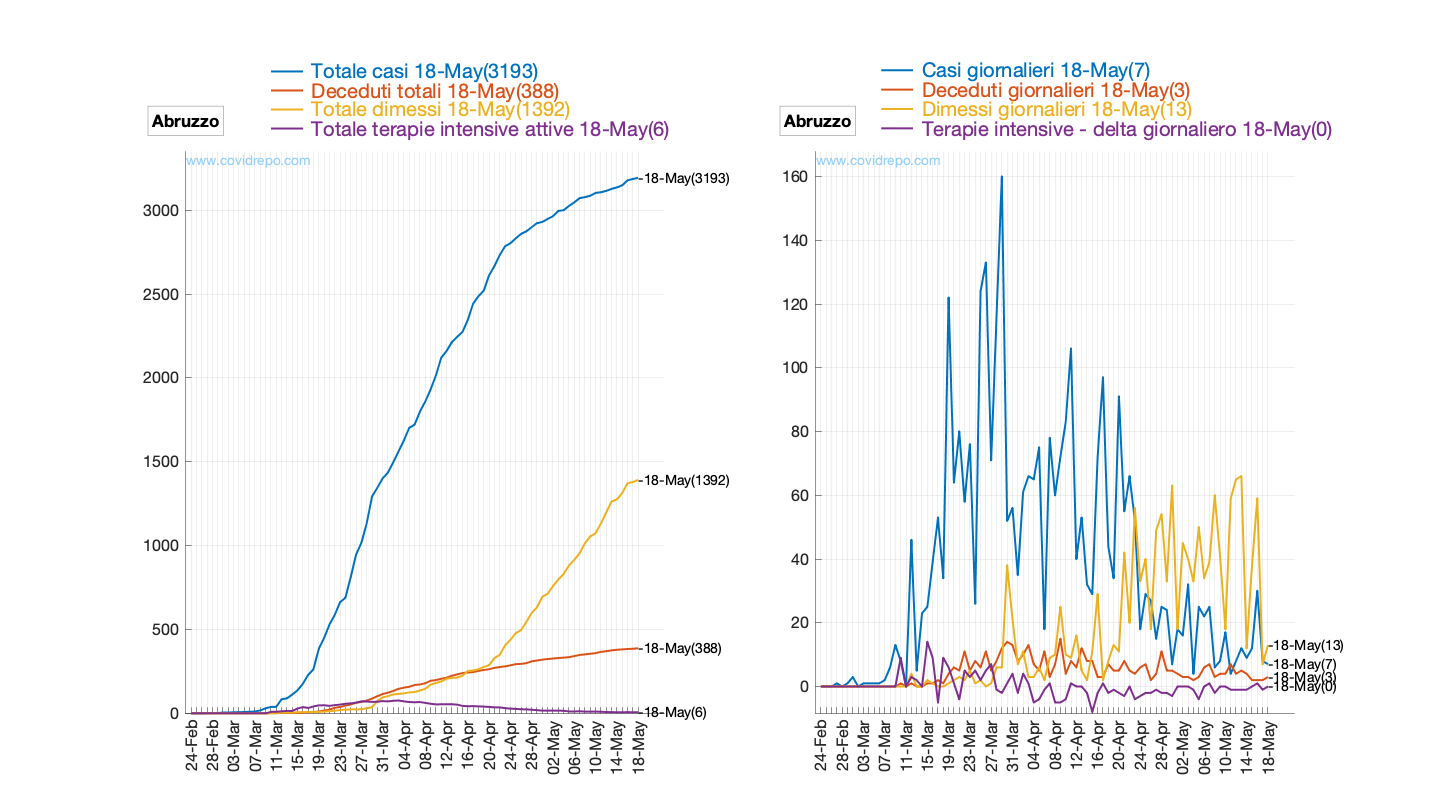 Totale casi 18-May(3193)
Deceduti totali 18-May(388)
Totale dimessi 18-May(1392)
Totale terapie intensive attive 18-May(6)
Abruzzo
www.covidrepo.com
3000
2500
2000
1500
1000
500
0
18-May(3193)
18-May(1392)
18-May(388)
18-May(6)
24-Feb
28-Feb
03-Mar
07-Mar
11-Mar
15-Mar
19-Mar
23-Mar
27-Mar
31-Mar
04-Apr
08-Apr
12-Apr
16-Apr
20-Apr
24-Apr
28-Apr
02-May
06-May
10-May
14-May
18-May
Casi giornalieri 18-May(7)
Deceduti giornalieri 18-May(3)
Dimessi giornalieri 18-May(13)
Terapie intensive - delta giornaliero 18-May(0)
Abruzzo
www.covidrepo.com
160
140
120
100
80
60
40
20
0
18-May(13)
18-May(7)
18-May(3)
18-May(0)
24-Feb
28-Feb
03-Mar
07-Mar
11-Mar
15-Mar
19-Mar
23-Mar
27-Mar
31-Mar
04-Apr
08-Apr
12-Apr
16-Apr
20-Apr
24-Apr
28-Apr
02-May
06-May
10-May
14-May
18-May